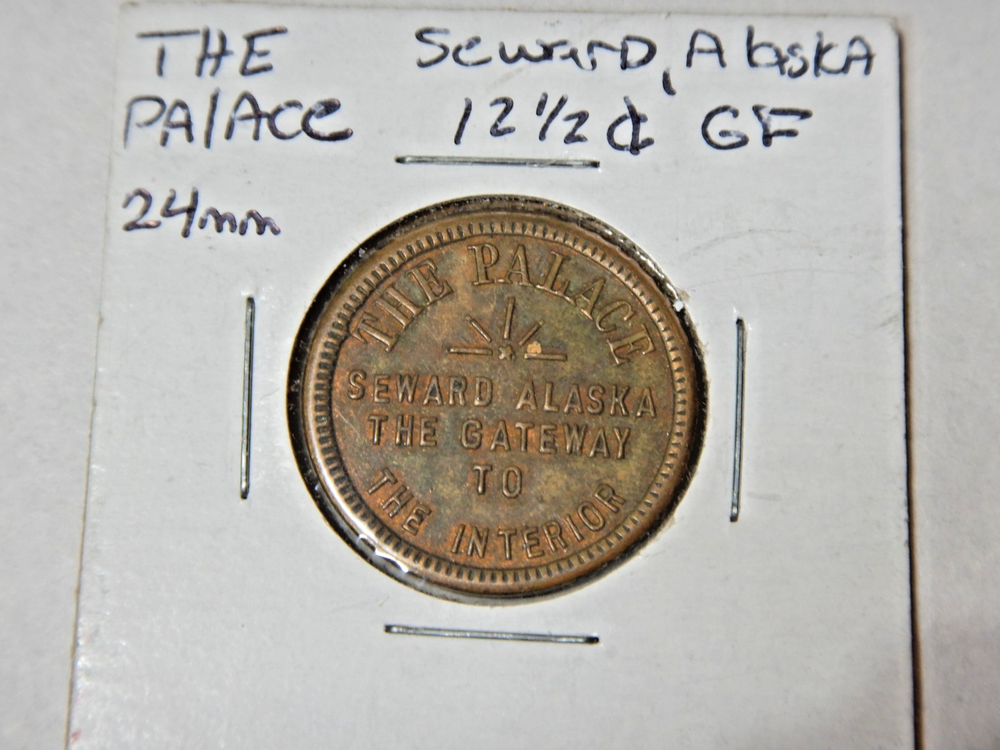 THE Seward, Alaska
Palace 12 1/2 ¢ GF
24mm
THE PALACE
SEWARD ALASKA
THE GATEWAY
TO
THE INTERIOR